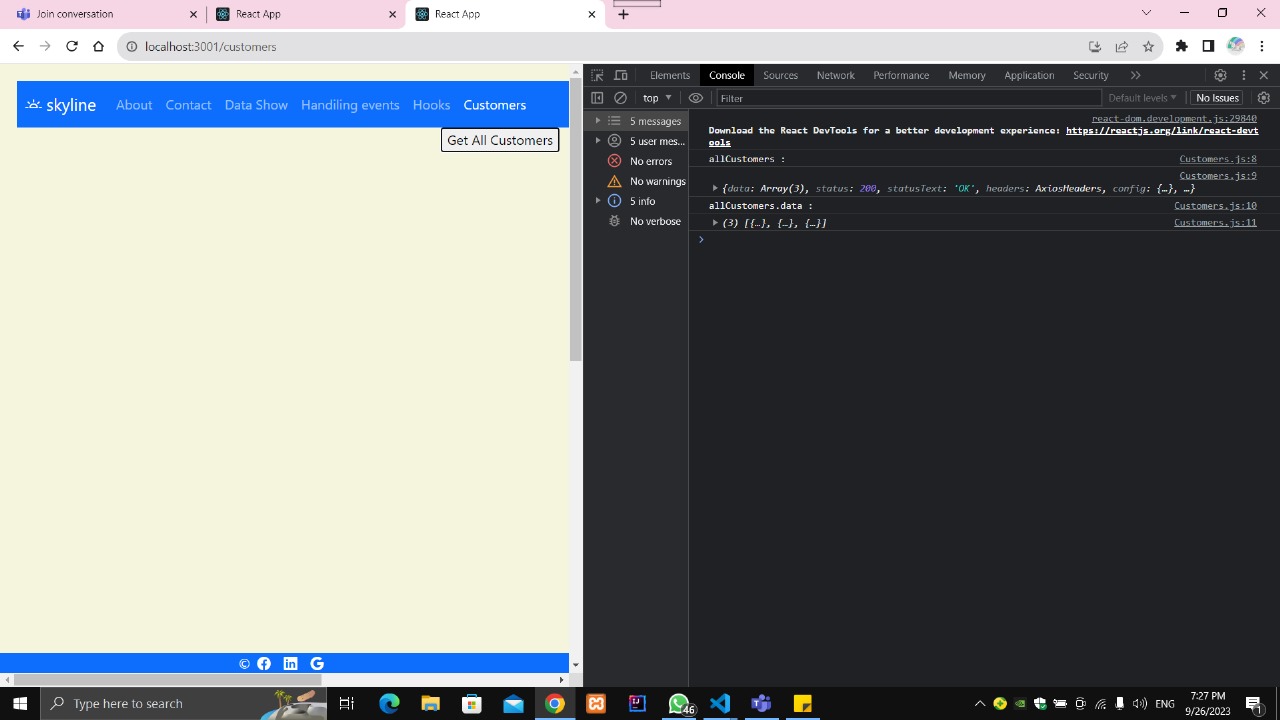 Join conversation
React App
React App
localhost:3001/customers
skyline
About
Contact
Data Show
Handiling events
Hooks
Customers
Get All Customers
©
Elements
Console
Sources
Network
Performance
Memory
Application
Security
top
Filter
Default levels
No Issues
5 messages
5 user mes...
No errors
No warnings
5 info
No verbose
react-dom.development.js:29840
Download the React DevTools for a better development experience: https://reactjs.org/link/react-devt
ools
allCustomers : Customers.js:8
Customers.js:9
{data: Array(3), status: 200, statusText: 'OK', headers: AxiosHeaders, config: {…}, …}
allCustomers.data : Customers.js:10
(3) [{…}, {…}, {…}] Customers.js:11
Type here to search
46
ENG
7:27 PM
9/26/2023
1